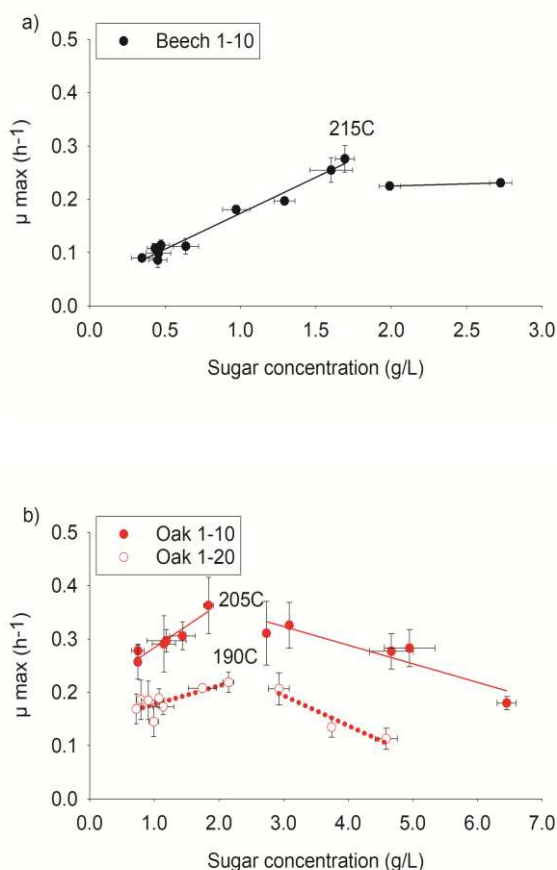 a)
Beech 1-10
0.5
0.4
0.3
0.2
0.1
0.0
µ max (h-1)
215C
0.0 0.5 1.0 1.5 2.0 2.5 3.0
Sugar concentration (g/L)
b)
Oak 1-10
Oak 1-20
0.5
0.4
0.3
0.2
0.1
0.0
µ max (h-1)
205C
190C
0.0 1.0 2.0 3.0 4.0 5.0 6.0 7.0
Sugar concentration (g/L)